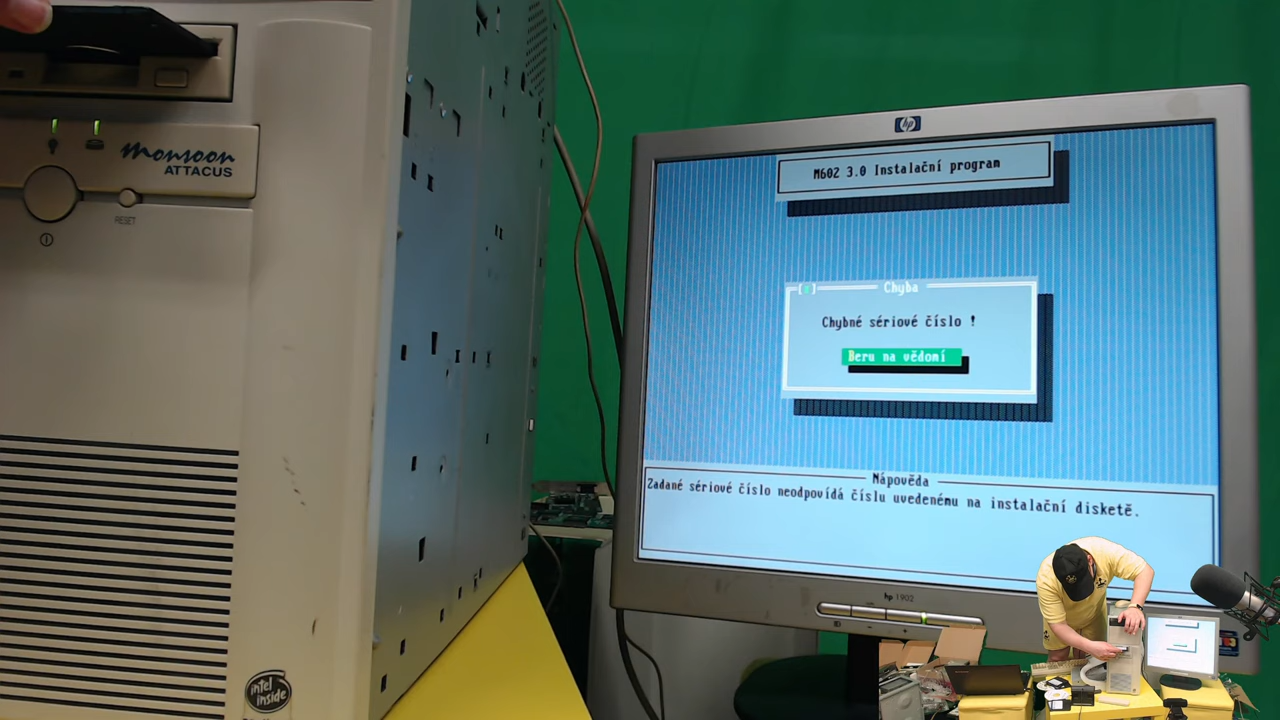 Monsoon
ATTACUS
RESET
intel
inside
hp
M602 3.0 Instalační program
Chyba
Chybné sériové číslo !
Beru na vědomí
Nápověda
Zadané sériové číslo neodpovídá číslu uvedenému na instalační disketě.
hp 1902